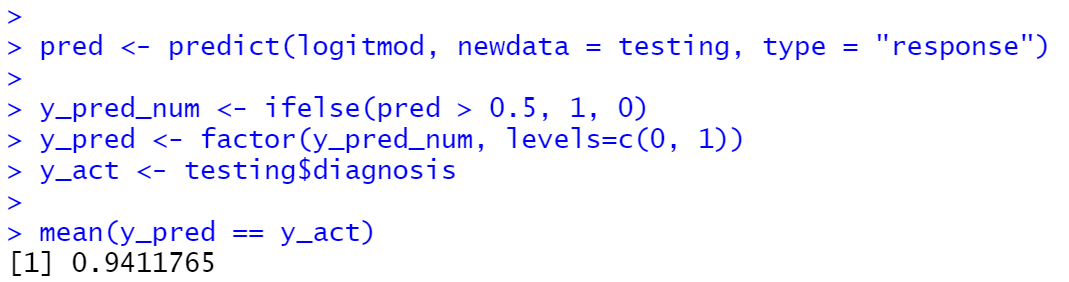 >
> pred <- predict(logitmod, newdata = testing, type = "response")
>
> y_pred_num <- ifelse(pred > 0.5, 1, 0)
> y_pred <- factor(y_pred_num, levels=c(0, 1))
> y_act <- testing$diagnosis
>
> mean(y_pred == y_act)
[1] 0.9411765